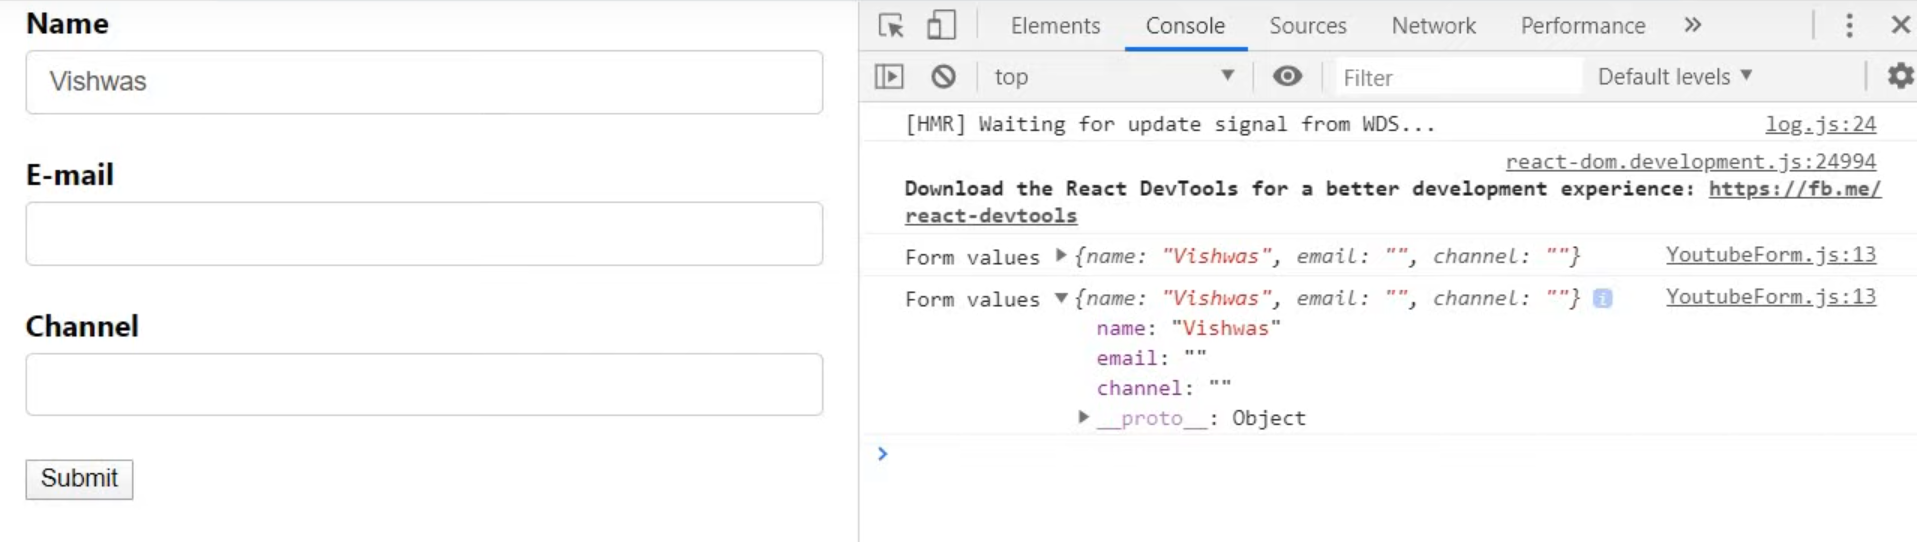 Name
Vishwas
E-mail
Channel
Submit
Elements Console Sources Network Performance »
top Filter Default levels
[HMR] Waiting for update signal from WDS... log.js:24
react-dom.development.js:24994
Download the React DevTools for a better development experience: https://fb.me/
react-devtools
Form values {name: "Vishwas", email: "", channel: ""} YoutubeForm.js:13
Form values {name: "Vishwas", email: "", channel: ""} i YoutubeForm.js:13
name: "Vishwas"
email: ""
channel: ""
__proto__: Object